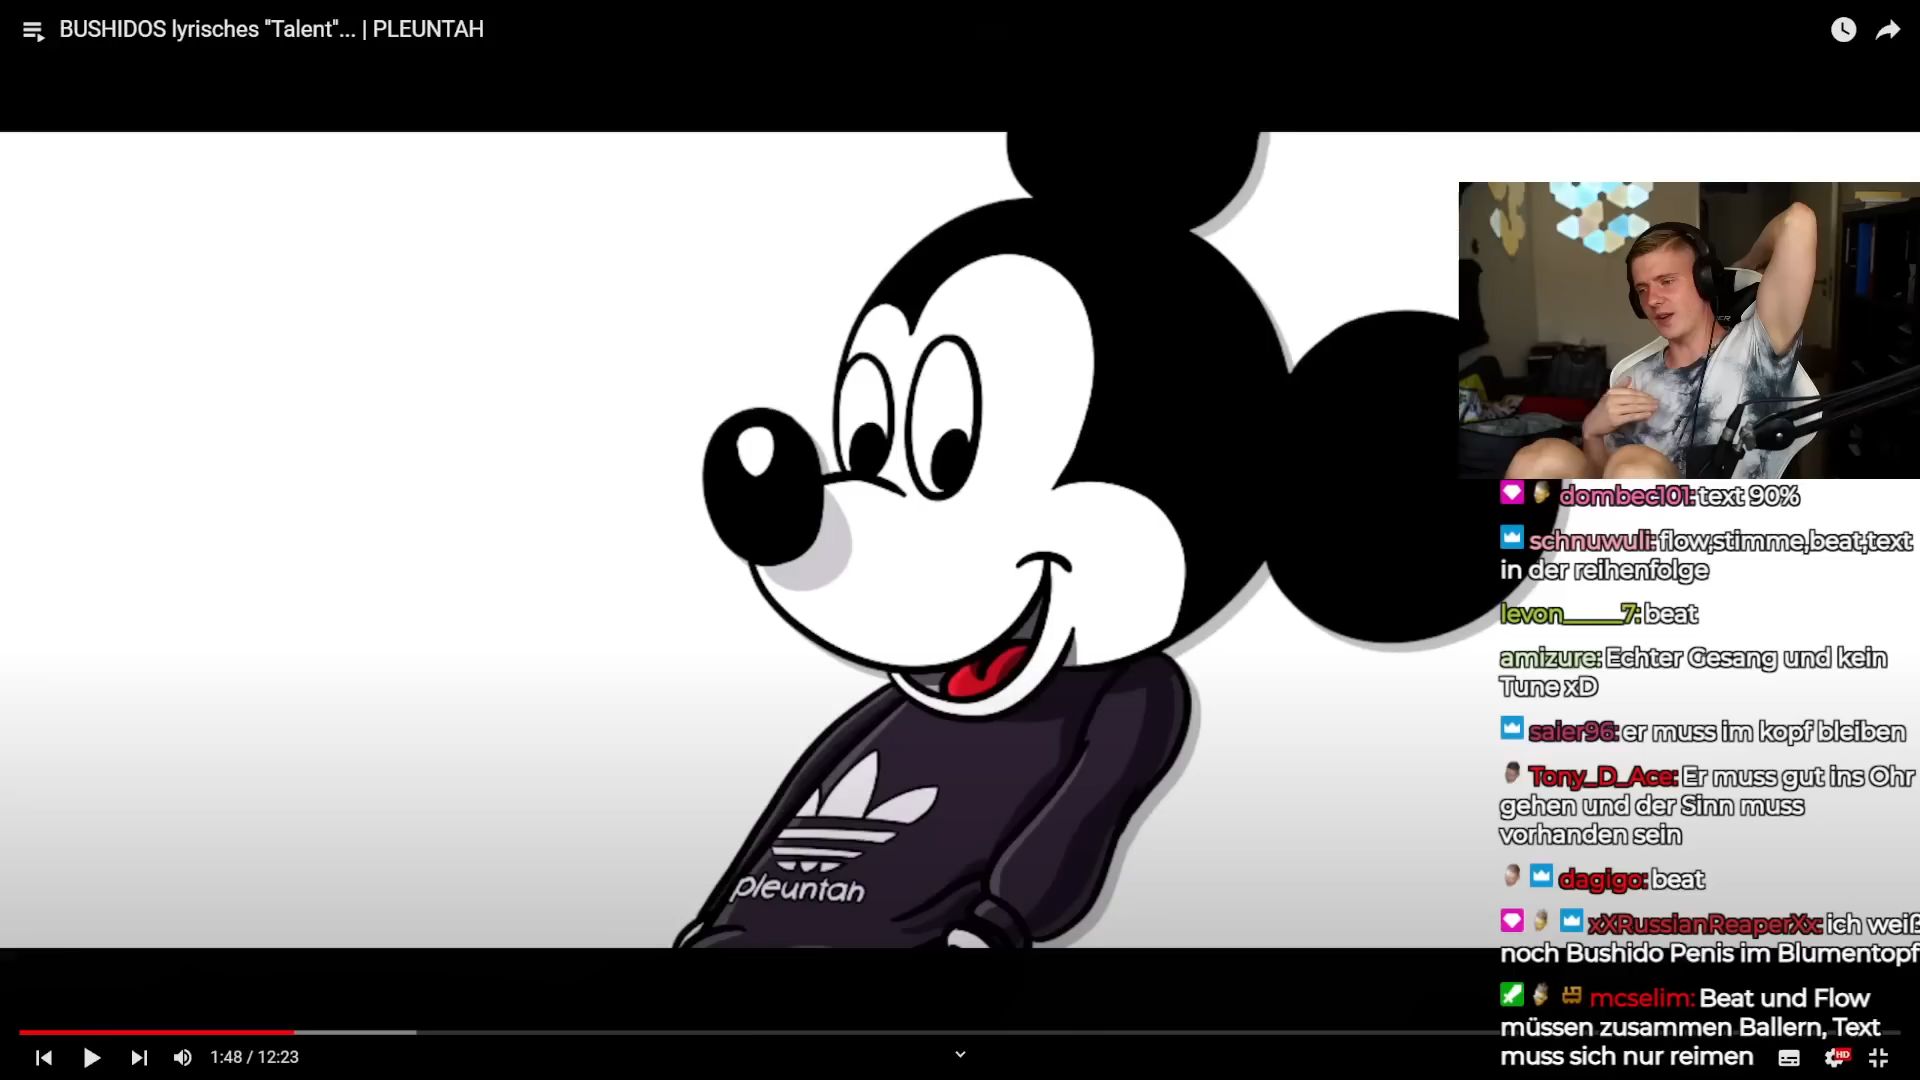 BUSHIDOS lyrisches "Talent"... | PLEUNTAH
pleuntah
dombec101: text 90%
schnuwuli: flow,stimme,beat,text
in der reihenfolge
levon_____7: beat
amizure: Echter Gesang und kein
Tune xD
saier96: er muss im kopf bleiben
Tony_D_Ace: Er muss gut ins Ohr
gehen und der Sinn muss
vorhanden sein
dagigo: beat
xXRussianReaperXx: ich weiß
noch Bushido Penis im Blumentopf
mcselim: Beat und Flow
müssen zusammen Ballern, Text
muss sich nur reimen
1:48 / 12:23
HD